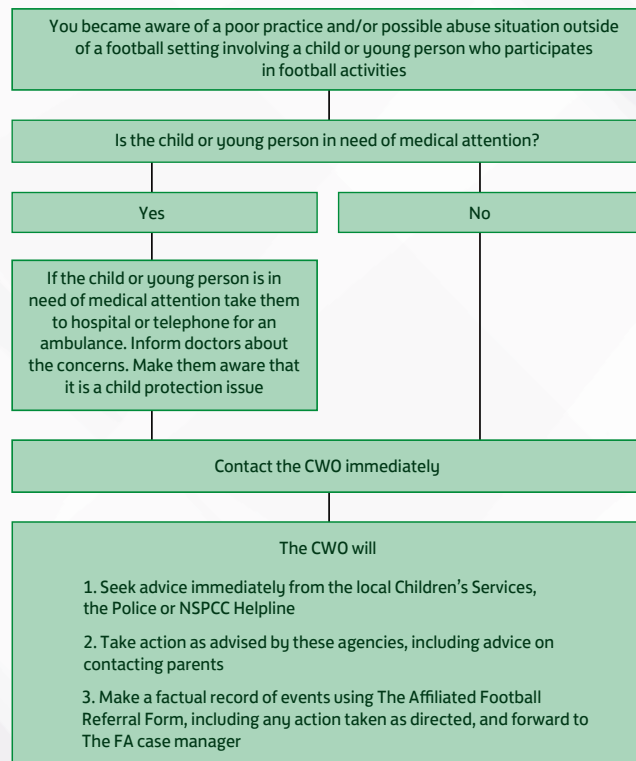 You became aware of a poor practice and/or possible abuse situation outside
of a football setting involving a child or young person who participates
in football activities
Is the child or young person in need of medical attention?
Yes
No
If the child or young person is in
need of medical attention take them
to hospital or telephone for an
ambulance. Inform doctors about
the concerns. Make them aware that
it is a child protection issue
Contact the CWO immediately
The CWO will
1. Seek advice immediately from the local Children's Services,
the Police or NSPCC Helpline
2. Take action as advised by these agencies, including advice on
contacting parents
3. Make a factual record of events using The Affiliated Football
Referral Form, including any action taken as directed, and forward to
The FA case manager